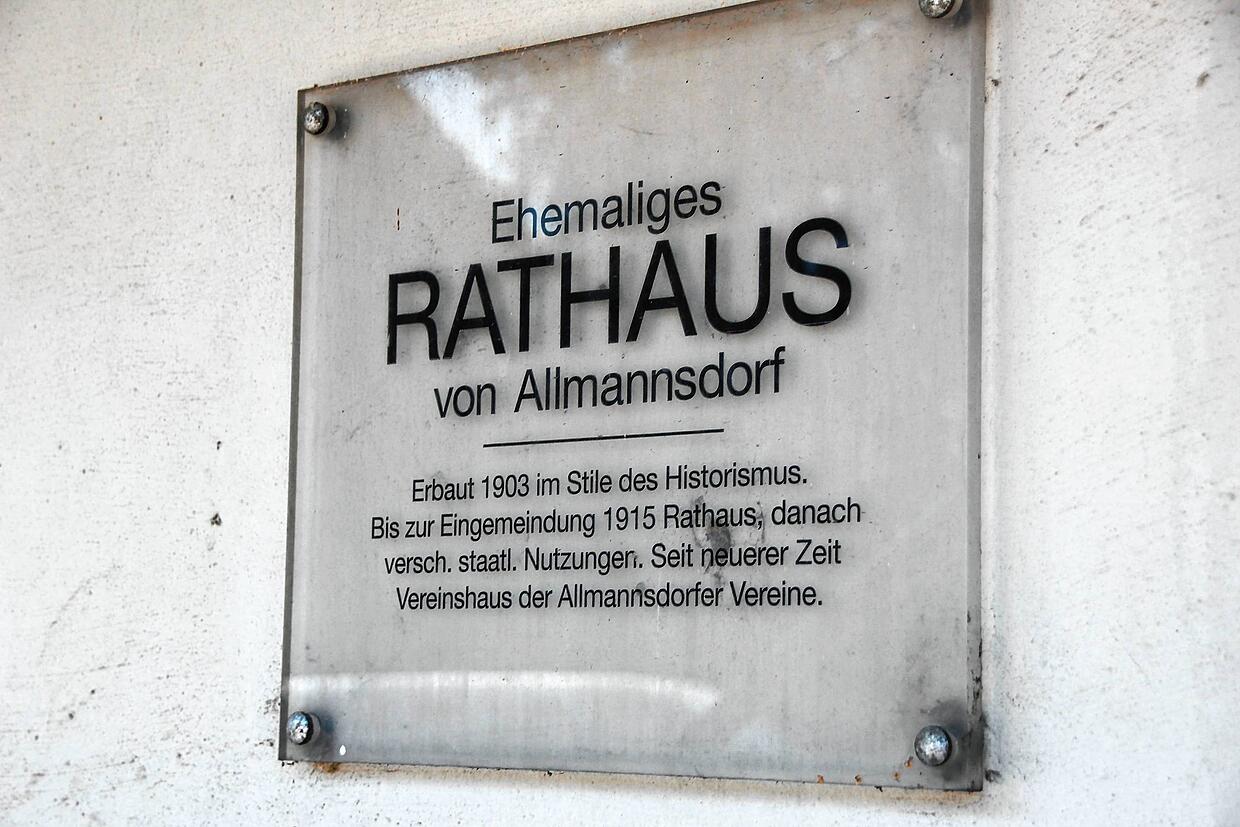 Ehemaliges
RATHAUS
von Allmannsdorf
Erbaut 1903 im Stile des Historismus.
Bis zur Eingemeindung 1915 Rathaus, danach
versch. staatl. Nutzungen. Seit neuerer Zeit
Vereinshaus der Allmannsdorfer Vereine.